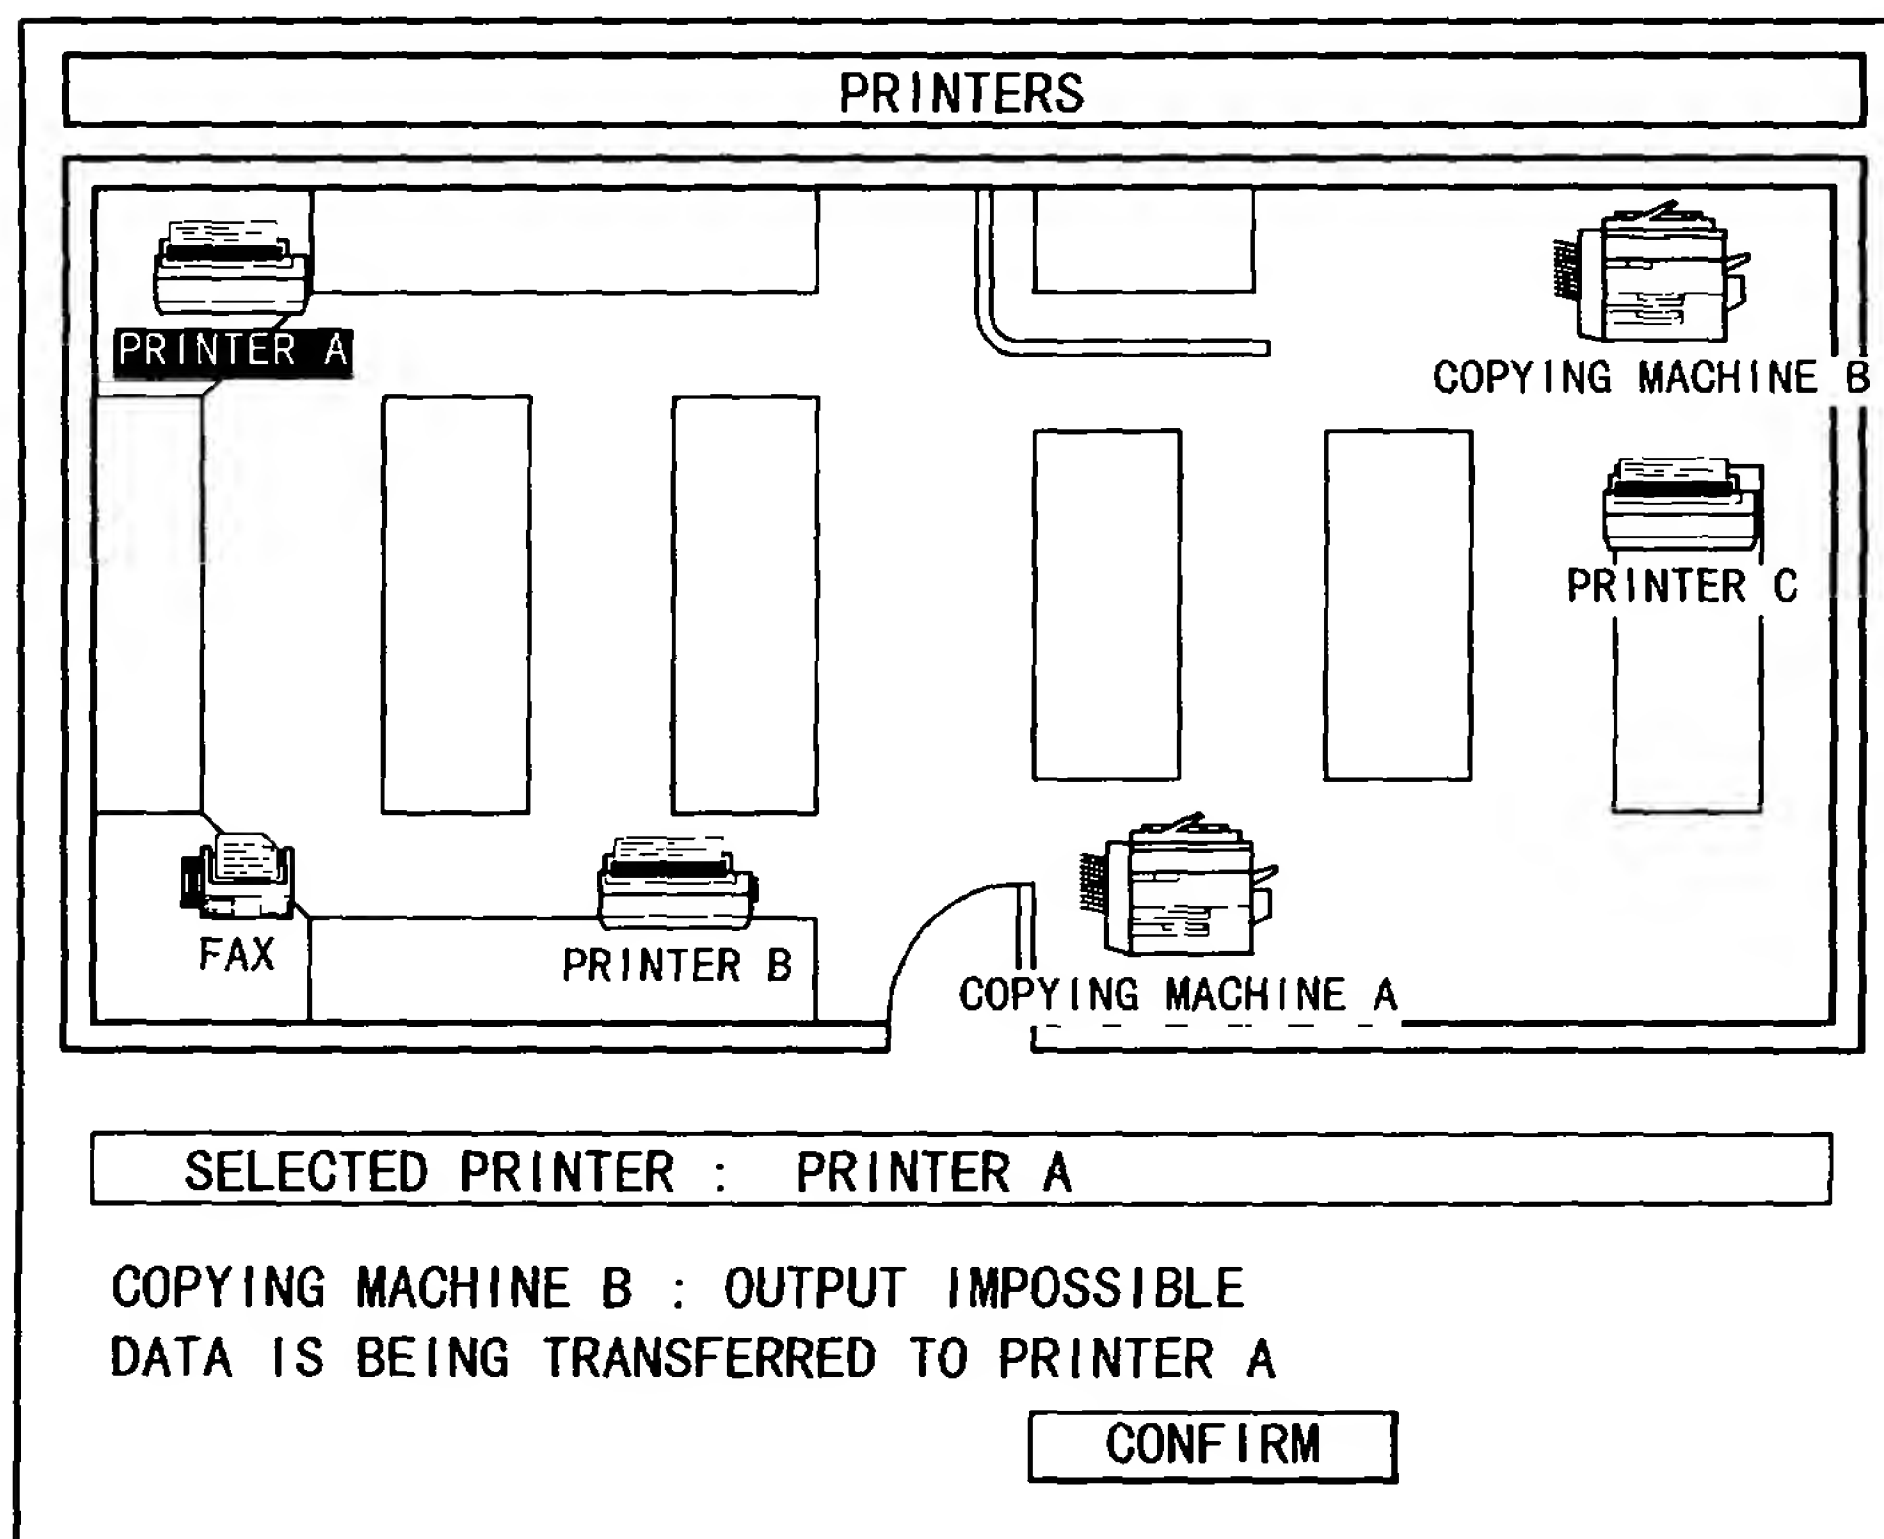 PRINTERS
PRINTER A
COPYING MACHINE B
PRINTER C
FAX
PRINTER B
COPYING MACHINE A
SELECTED PRINTER : PRINTER A
COPYING MACHINE B : OUTPUT IMPOSSIBLE
DATA IS BEING TRANSFERRED TO PRINTER A
CONFIRM